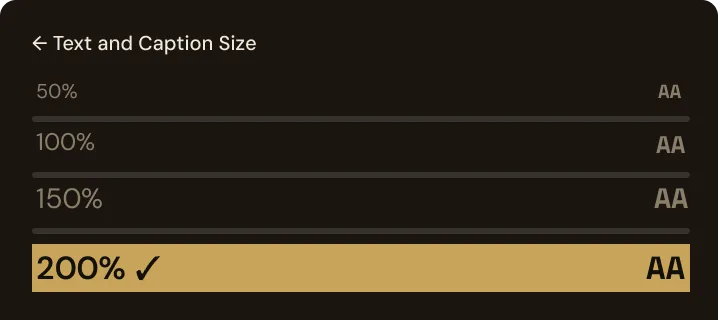 ← Text and Caption Size
50% AA
100% AA
150% AA
200% ✓ AA